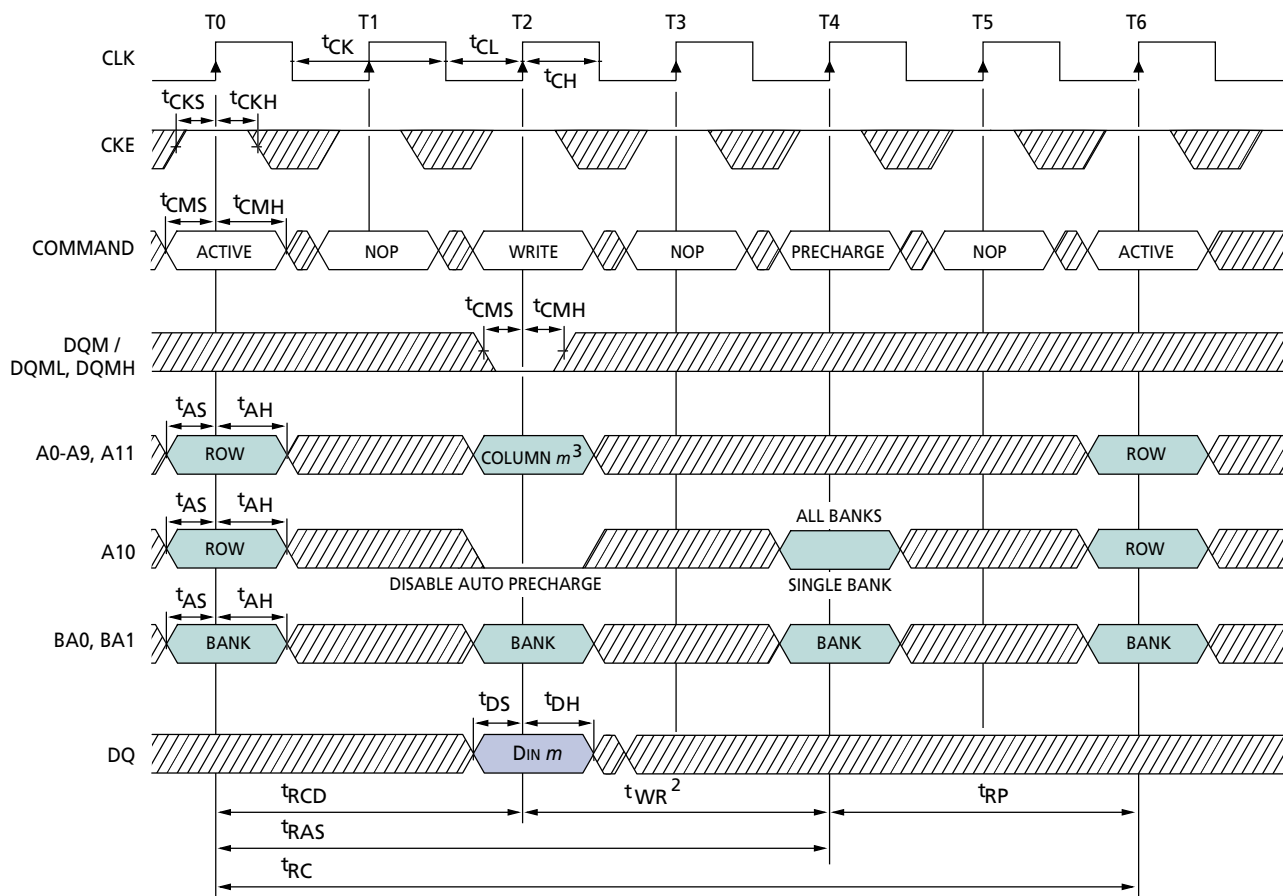 T0 T1 T2 T3 T4 T5 T6
CLK
tCK tCL
tCH
tCKS tCKH
CKE
tCMS tCMH
COMMAND ACTIVE NOP WRITE NOP PRECHARGE NOP ACTIVE
tCMS tCMH
DQM /
DQML, DQMH
tAS tAH
A0-A9, A11 ROW COLUMN m3 ROW
tAS tAH ALL BANKS
A10 ROW ROW
DISABLE AUTO PRECHARGE SINGLE BANK
tAS tAH
BA0, BA1 BANK BANK BANK BANK
tDS tDH
DQ DIN m
tRCD tWR2 tRP
tRAS
tRC